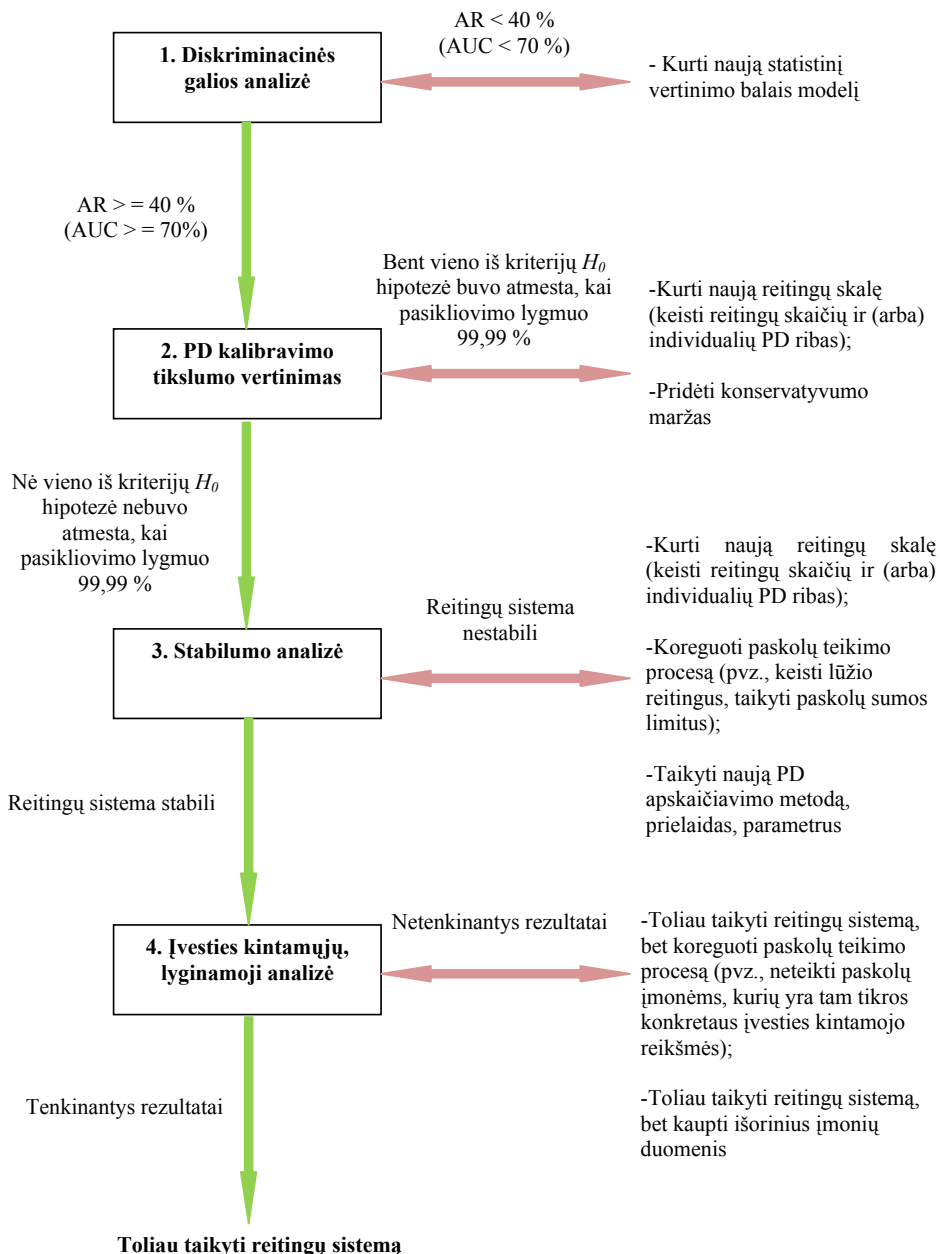 AR < 40 %
(AUC < 70 %)
1. Diskriminacinės
galios analizė
- Kurti naują statistinį
vertinimo balais modelį
AR > = 40 %
(AUC > = 70%)
Bent vieno iš kriterijų H0
hipotezė buvo atmesta, kai
pasikliovimo lygmuo
99,99 %
-Kurti naują reitingų skalę
(keisti reitingų skaičių ir (arba)
individualių PD ribas);
2. PD kalibravimo
tikslumo vertinimas
-Pridėti konservatyvumo
maržas
Nė vieno iš kriterijų H0
hipotezė nebuvo
atmesta, kai
pasikliovimo lygmuo
99,99 %
-Kurti naują reitingų skalę
(keisti reitingų skaičių ir (arba)
individualių PD ribas);
Reitingų sistema
nestabili
3. Stabilumo analizė
-Koreguoti paskolų teikimo
procesą (pvz., keisti lūžio
reitingus, taikyti paskolų sumos
limitus);
-Taikyti naują PD
apskaičiavimo metodą,
prielaidas, parametrus
Reitingų sistema stabili
Netenkinantys rezultatai
4. Įvesties kintamųjų,
lyginamoji analizė
-Toliau taikyti reitingų sistemą,
bet koreguoti paskolų teikimo
procesą (pvz., neteikti paskolų
įmonėms, kurių yra tam tikros
konkretaus įvesties kintamojo
reikšmės);
-Toliau taikyti reitingų sistemą,
bet kaupti išorinius įmonių
duomenis
Tenkinantys rezultatai
Toliau taikyti reitingų sistemą